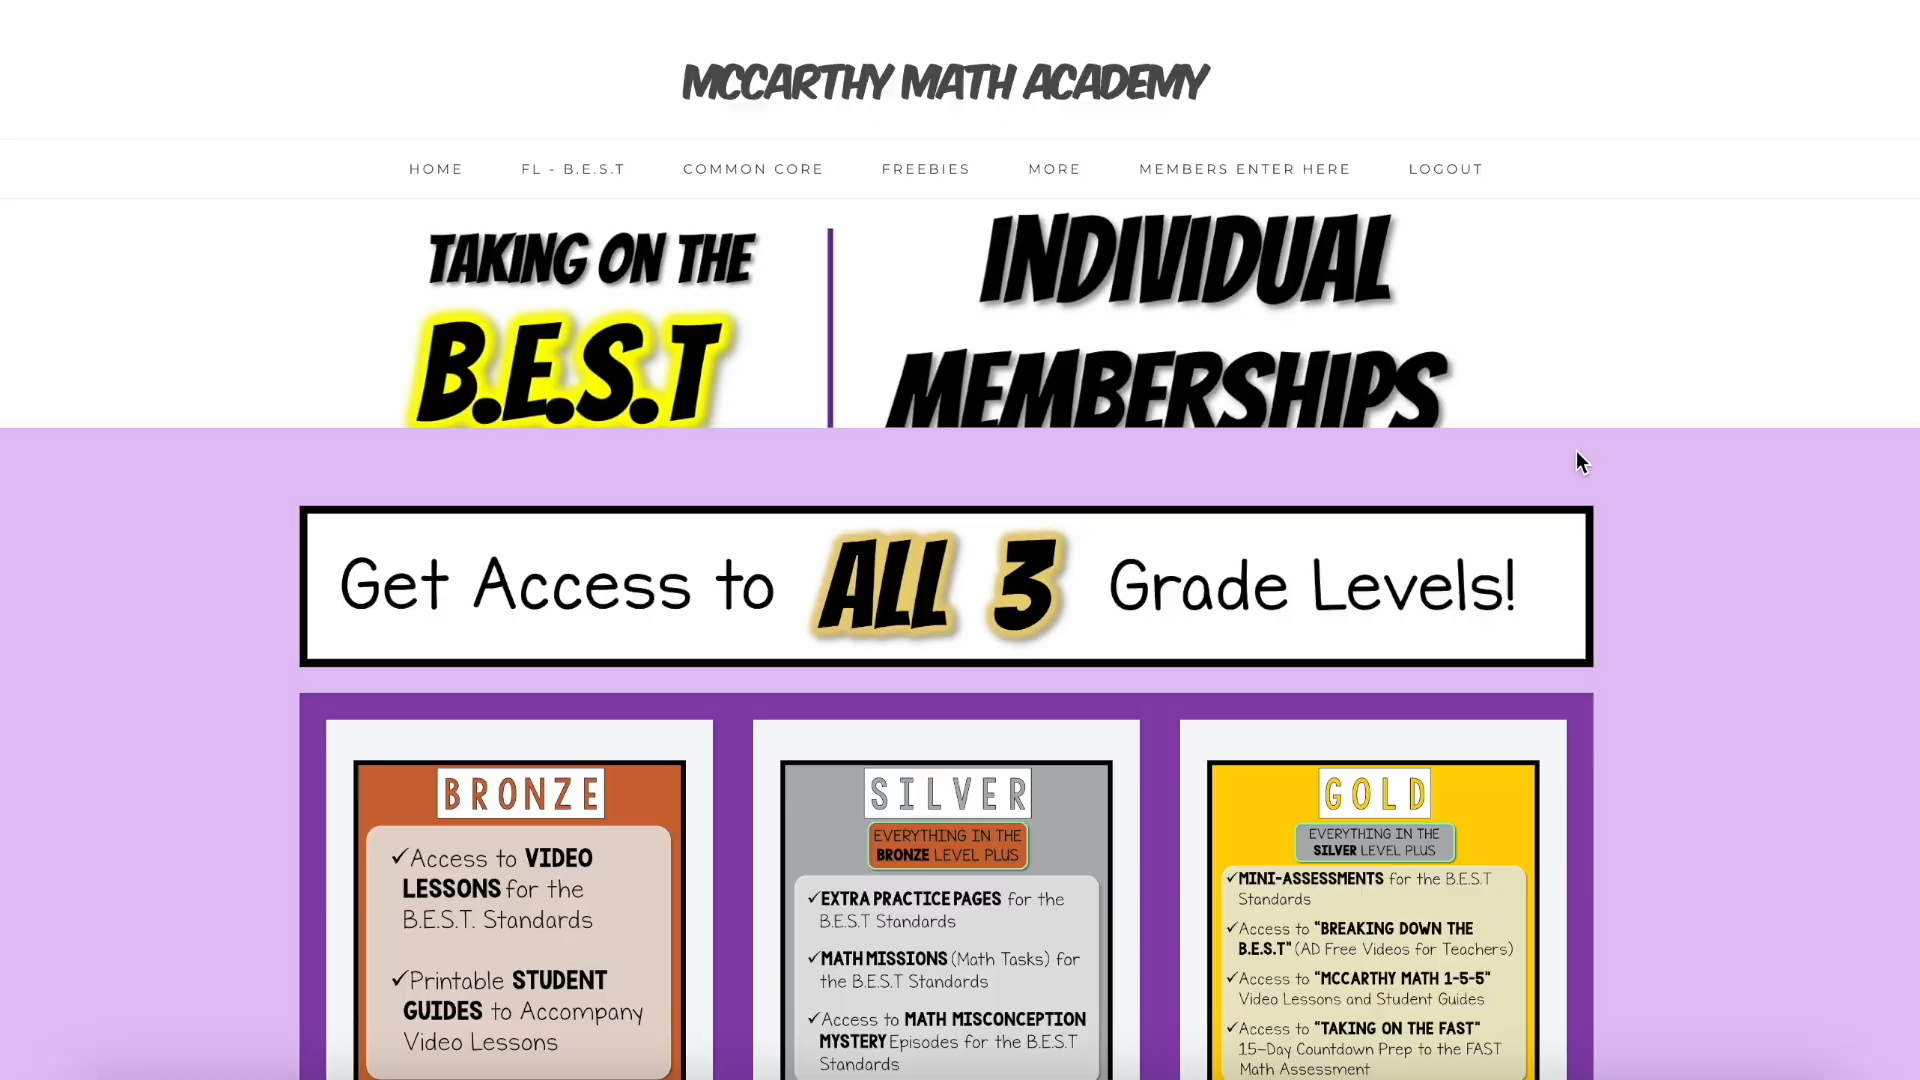 MCCARTHY MATH ACADEMY
HOME
FL - B.E.S.T
COMMON CORE
FREEBIES
MORE
MEMBERS ENTER HERE
LOGOUT
TAKING ON THE
B.E.S.T
INDIVIDUAL
MEMBERSHIPS
Get Access to ALL 3 Grade Levels!
BRONZE
✓Access to VIDEO
LESSONS for the
B.E.S.T. Standards
✓Printable STUDENT
GUIDES to Accompany
Video Lessons
SILVER
EVERYTHING IN THE
BRONZE LEVEL PLUS
✓EXTRA PRACTICE PAGES for the
B.E.S.T Standards
✓MATH MISSIONS (Math Tasks) for
the B.E.S.T Standards
✓Access to MATH MISCONCEPTION
MYSTERY Episodes for the B.E.S.T
Standards
GOLD
EVERYTHING IN THE
SILVER LEVEL PLUS
✓MINI-ASSESSMENTS for the B.E.S.T
Standards
✓Access to "BREAKING DOWN THE
B.E.S.T" (AD Free Videos for Teachers)
✓Access to "MCCARTHY MATH 1-5-5"
Video Lessons and Student Guides
✓Access to "TAKING ON THE FAST"
15-Day Countdown Prep to the FAST
Math Assessment